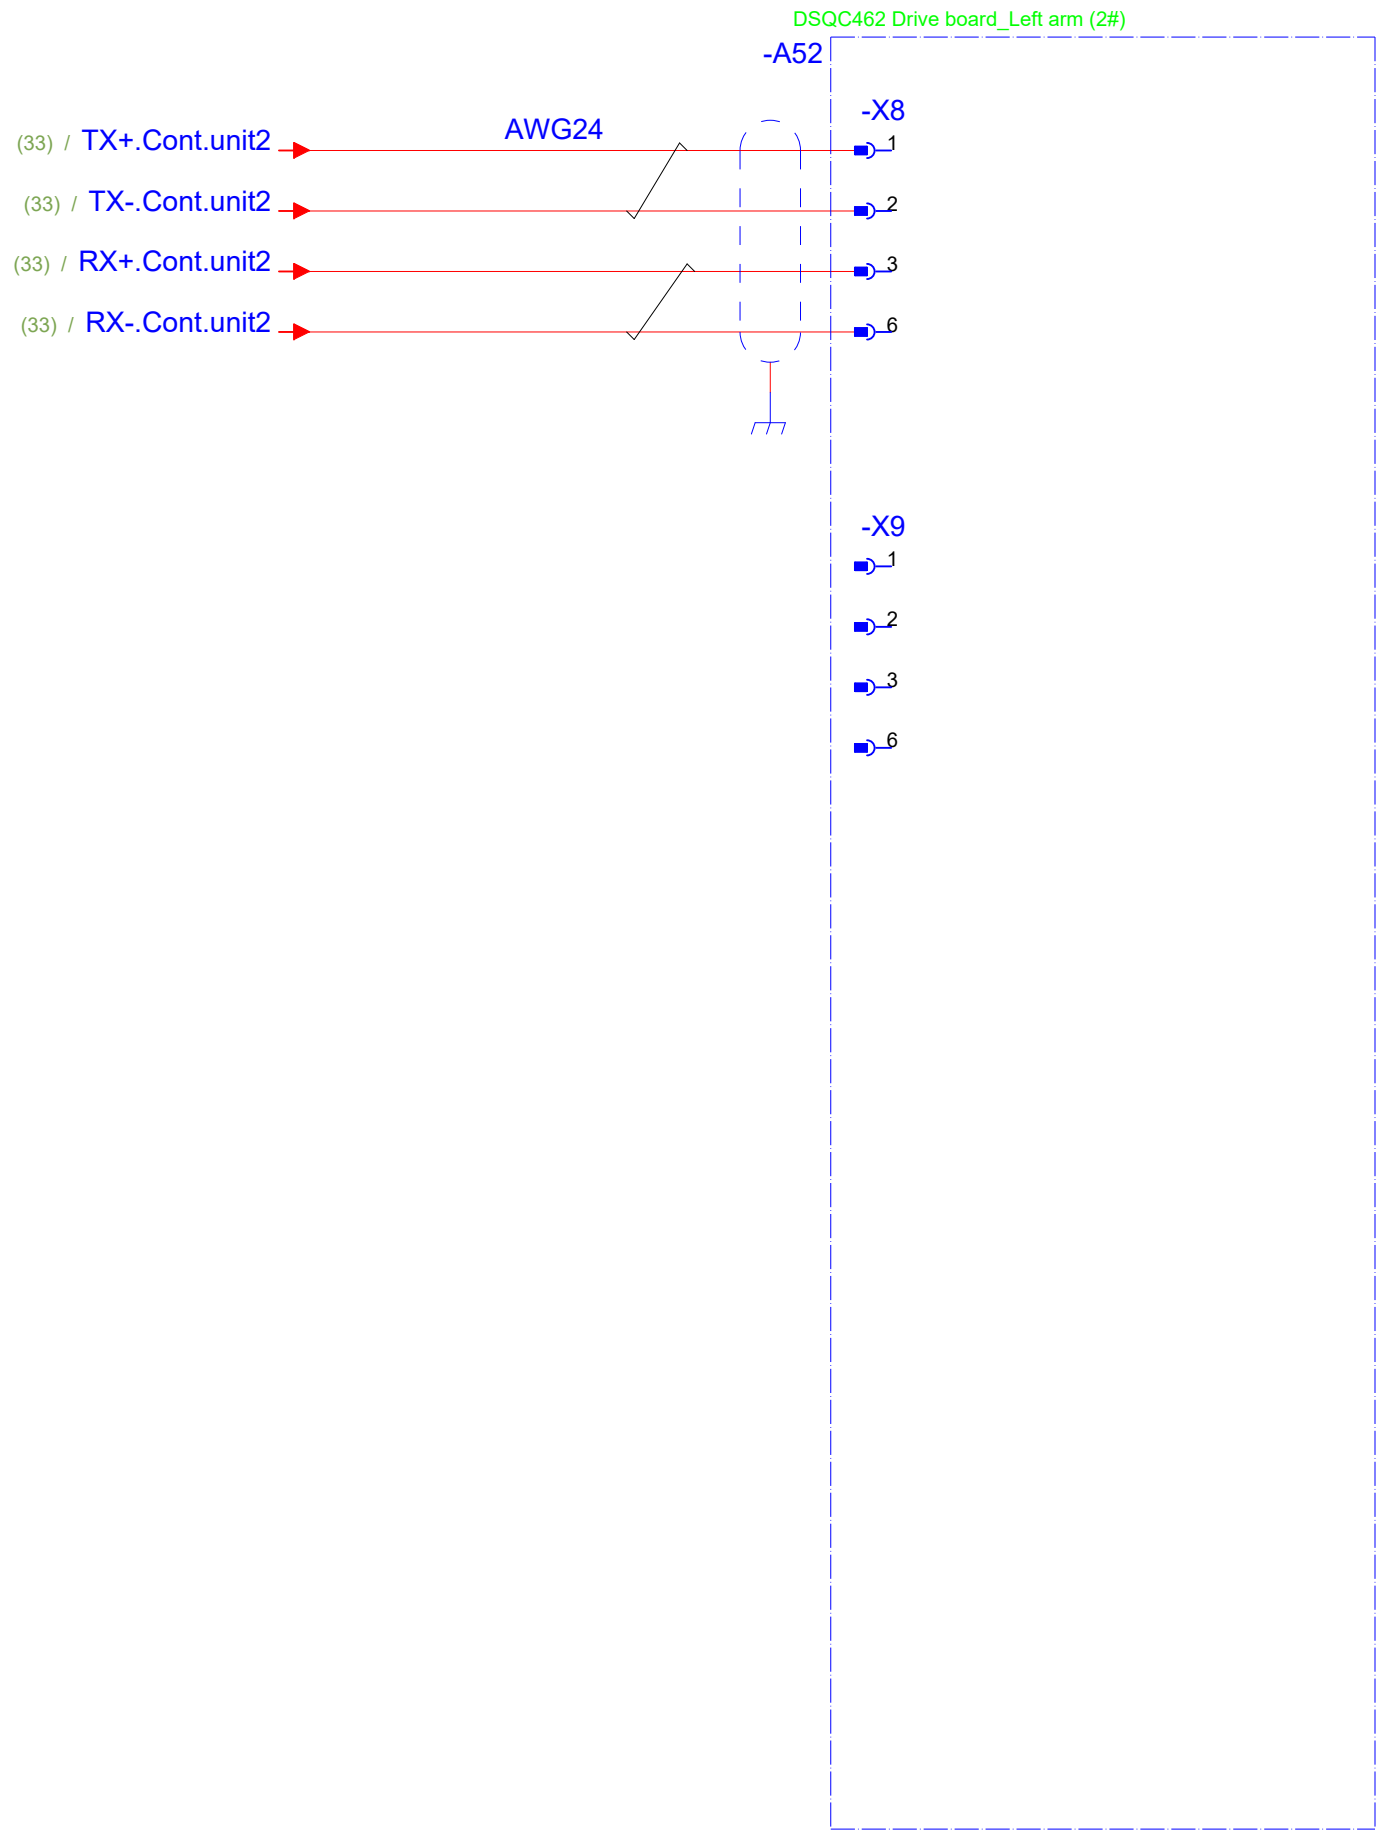 DSQC462 Drive board_Left arm (2#)
-A52
-X8
AWG24
(33) / TX+.Cont.unit2
1
(33) / TX-.Cont.unit2
2
(33) / RX+.Cont.unit2
3
(33) / RX-.Cont.unit2
6
-X9
1
2
3
6